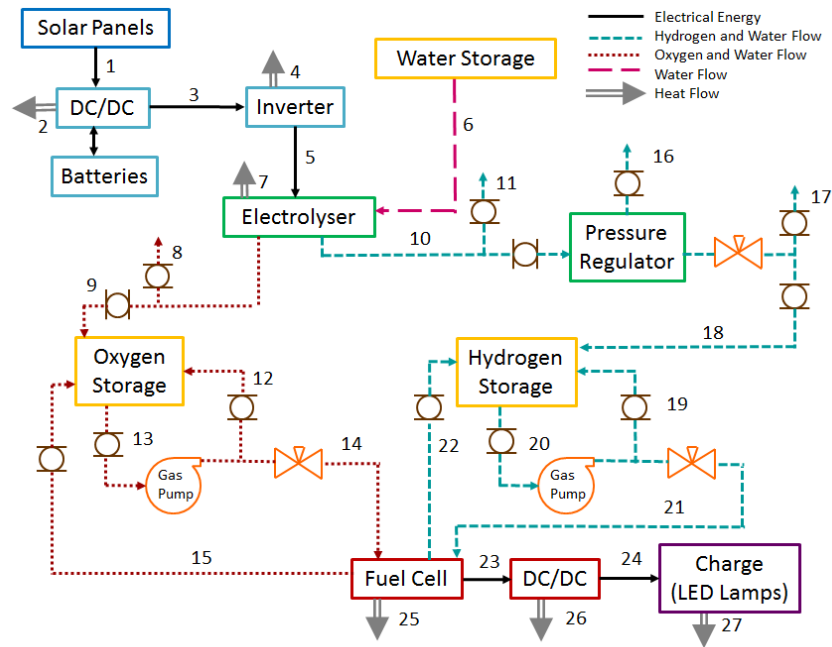 Solar Panels
Electrical Energy
Hydrogen and Water Flow
Oxygen and Water Flow
Water Flow
Heat Flow
Water Storage
1
4
DC/DC
3
Inverter
2
6
5
Batteries
7
11
16
17
Electrolyser
10
Pressure
Regulator
8
9
18
Oxygen
Storage
12
Hydrogen
Storage
19
13
14
22
20
Gas
Pump
Gas
Pump
21
15
Fuel Cell
23
DC/DC
24
Charge
(LED Lamps)
25
26
27